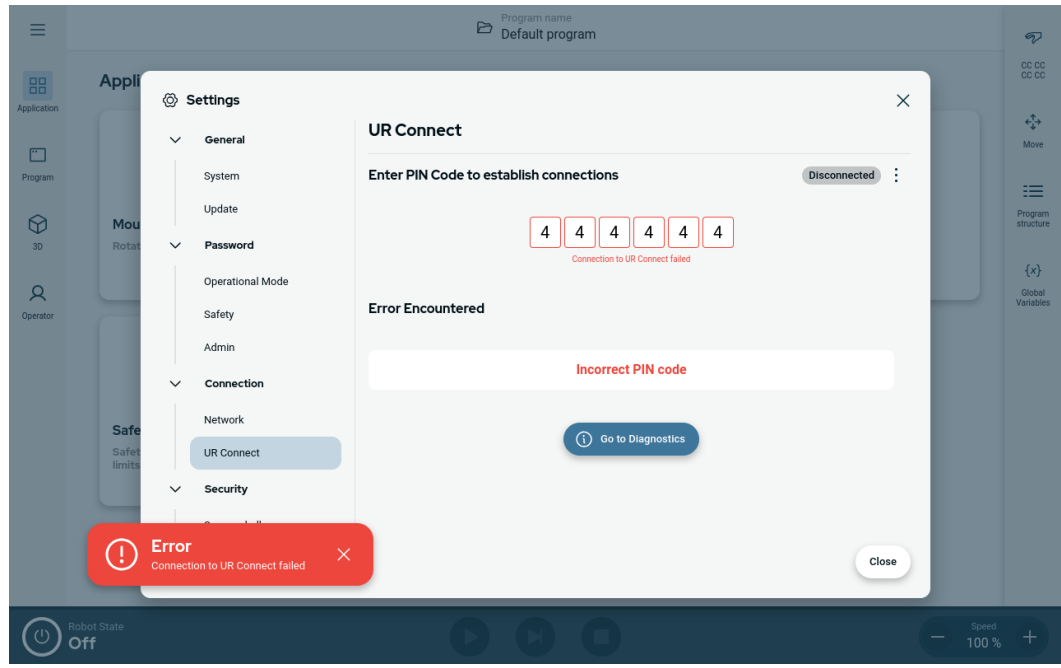 Program name
Default program
Application
Program
3D
Operator
Appli
Mou
Rotat
Safe
Safet
limits
Settings
General
System
Update
Password
Operational Mode
Safety
Admin
Connection
Network
UR Connect
Security
UR Connect
Enter PIN Code to establish connections
Disconnected
4 4 4 4 4 4
Connection to UR Connect failed
Error Encountered
Incorrect PIN code
Go to Diagnostics
Close
Error
Connection to UR Connect failed
CC CC
CC CC
Move
Program
structure
{x}
Global
Variables
Robot State
Off
Speed
100 %